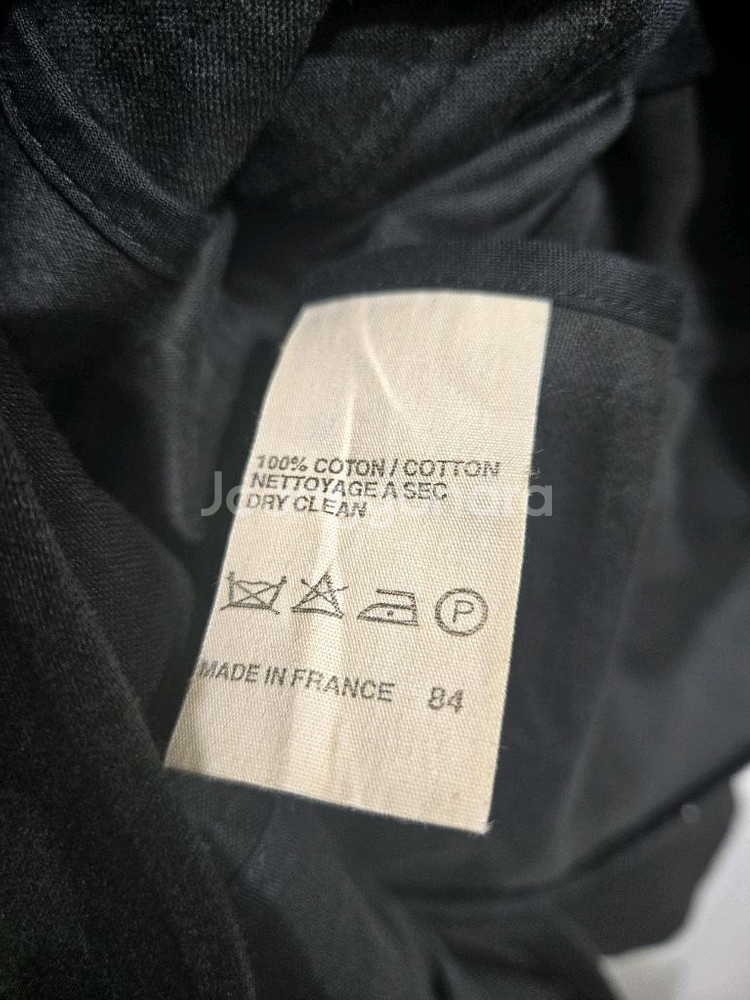 100% COTON / COTTON
NETTOYAGE A SEC
DRY CLEAN
P
MADE IN FRANCE 84